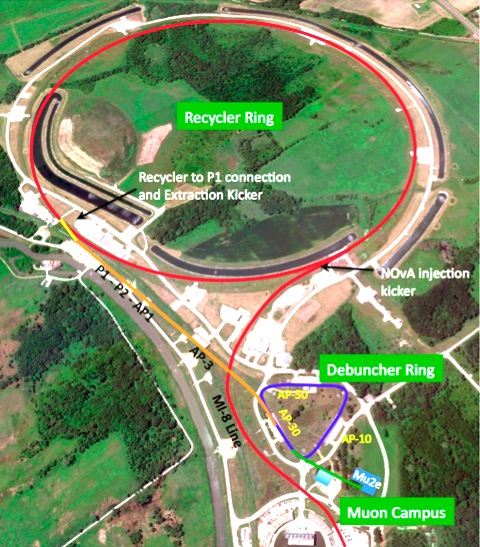 Recycler Ring
Recycler to P1 connection
and Extraction Kicker
NOvA injection
kicker
P1 - P2 - AP1
AP-3
MI-8 Line
Debuncher Ring
AP-50
AP-30
AP-10
Mu2e
Muon Campus